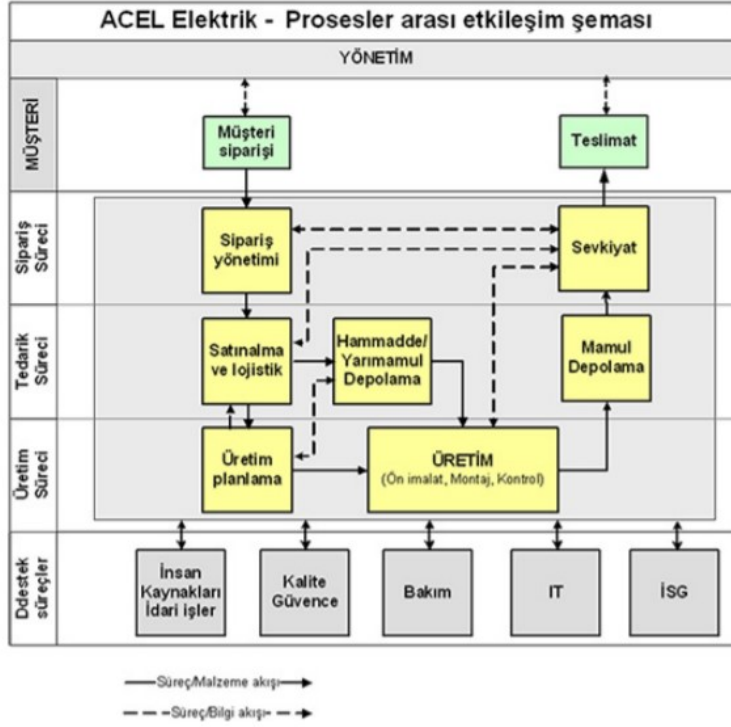 ACEL Elektrik - Prosesler arası etkileşim şeması
YÖNETİM
MÜŞTERİ
Müşteri
siparişi
Teslimat
Sipariş
Süreci
Sipariş
yönetimi
Sevkiyat
Tedarik
Süreci
Satınalma
ve lojistik
Hammadde/
Yarımamul
Depolama
Mamul
Depolama
Üretim
Süreci
Üretim
planlama
ÜRETİM
(Ön imalat, Montaj, Kontrol)
Ddestek
süreçler
İnsan
Kaynakları
İdari işler
Kalite
Güvence
Bakım
IT
İSG
Süreç/Malzeme akışı
Süreç/Bilgi akışı